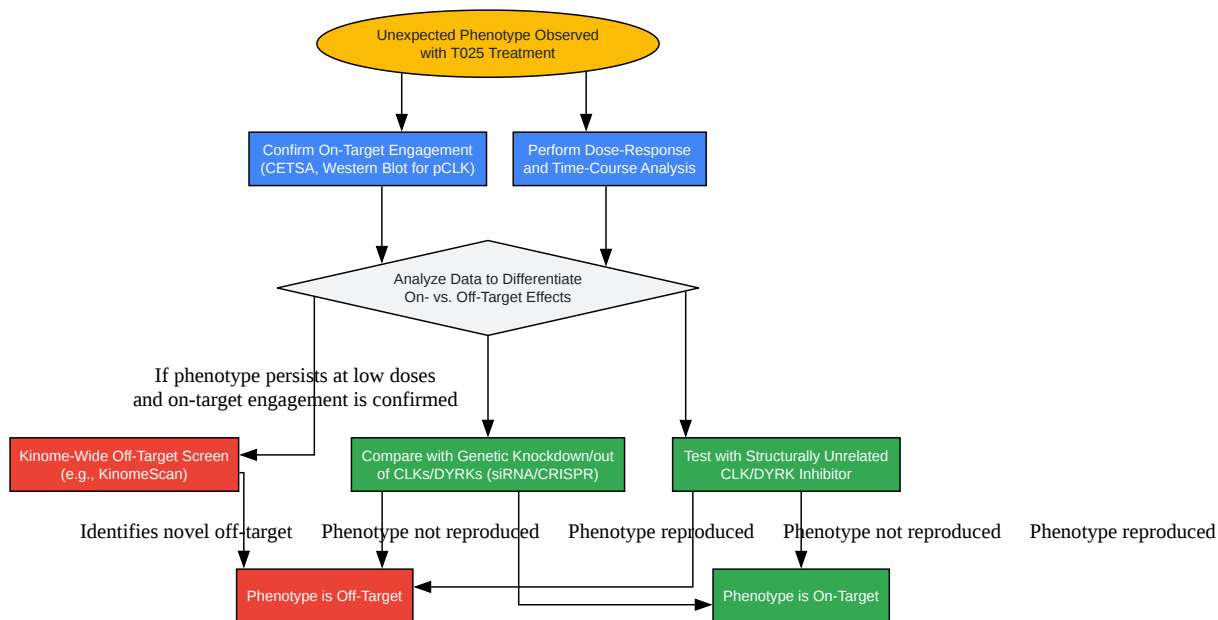 Unexpected Phenotype Observed
with T025 Treatment
Confirm On-Target Engagement
(CETSA, Western Blot for pCLK)
Perform Dose-Response
and Time-Course Analysis
Analyze Data to Differentiate
On- vs. Off-Target Effects
If phenotype persists at low doses
and on-target engagement is confirmed
Kinome-Wide Off-Target Screen
(e.g., KinomeScan)
Compare with Genetic Knockdown/out
of CLKs/DYRKs (siRNA/CRISPR)
Test with Structurally Unrelated
CLK/DYRK Inhibitor
Identifies novel off-target
Phenotype not reproduced
Phenotype reproduced
Phenotype not reproduced
Phenotype reproduced
Phenotype is Off-Target
Phenotype is On-Target